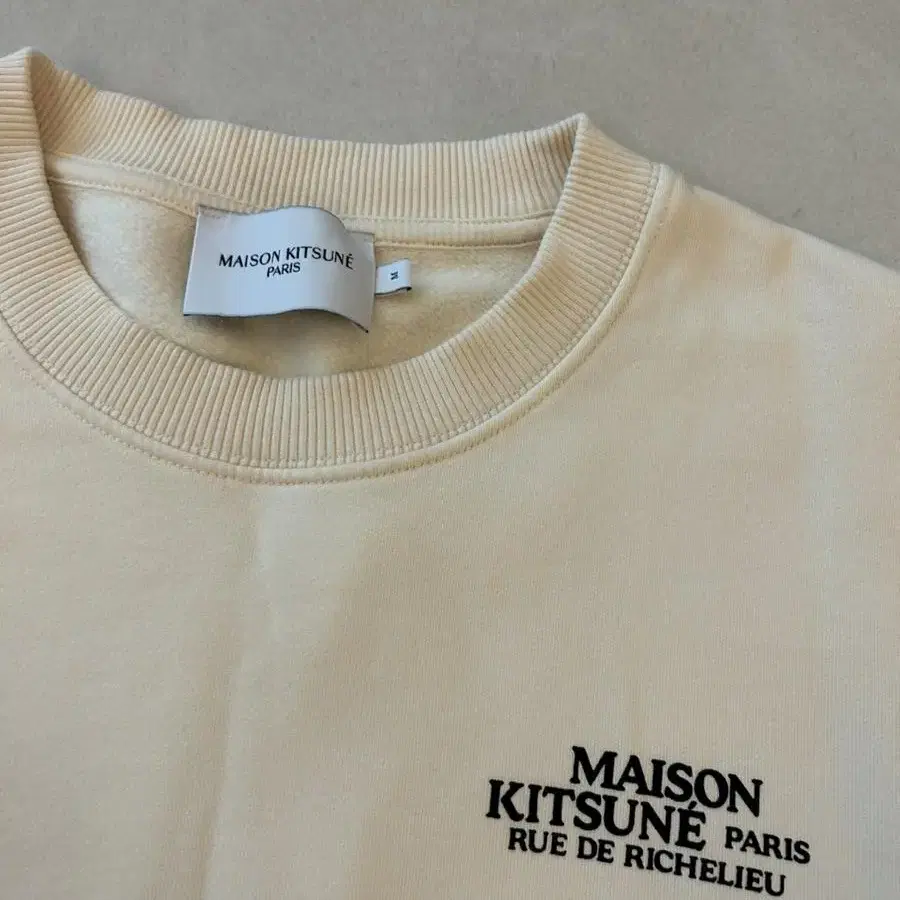 MAISON KITSUNÉ
PARIS
M
MAISON
KITSUNÉ PARIS
RUE DE RICHELIEU